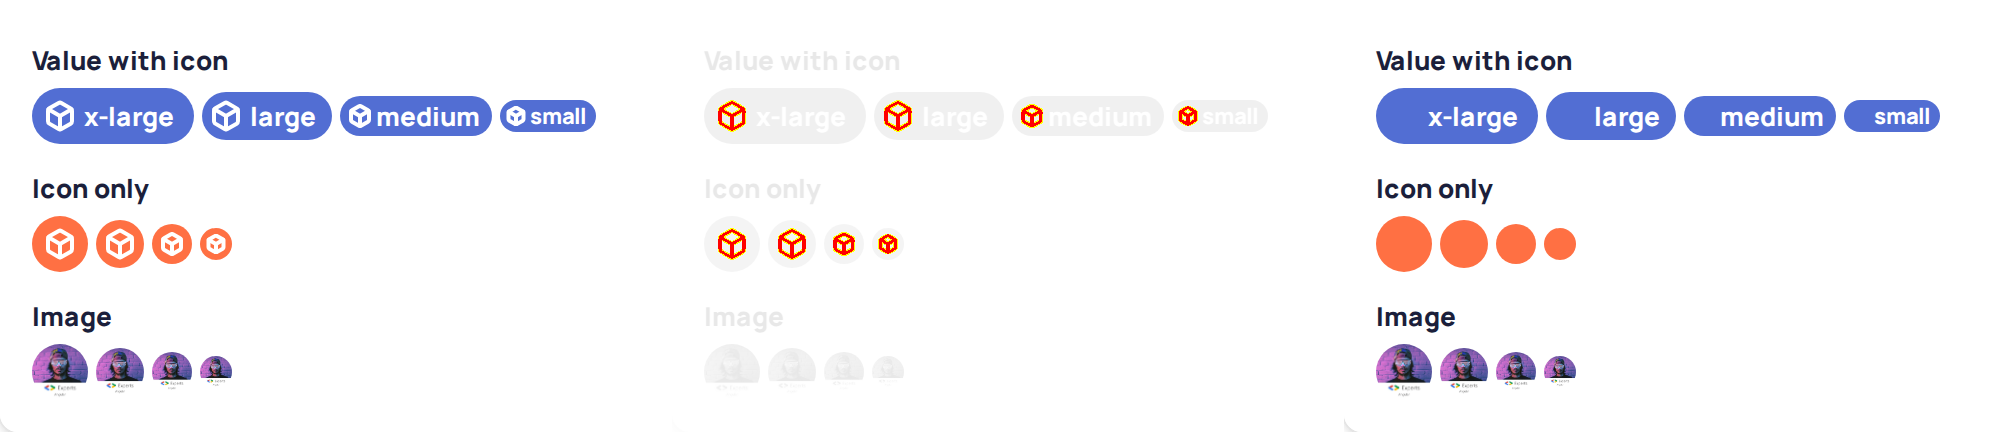 Value with icon
x-large large medium small
Icon only
Image
Value with icon
x-large large medium small
Icon only
Image
Value with icon
x-large large medium small
Icon only
Image